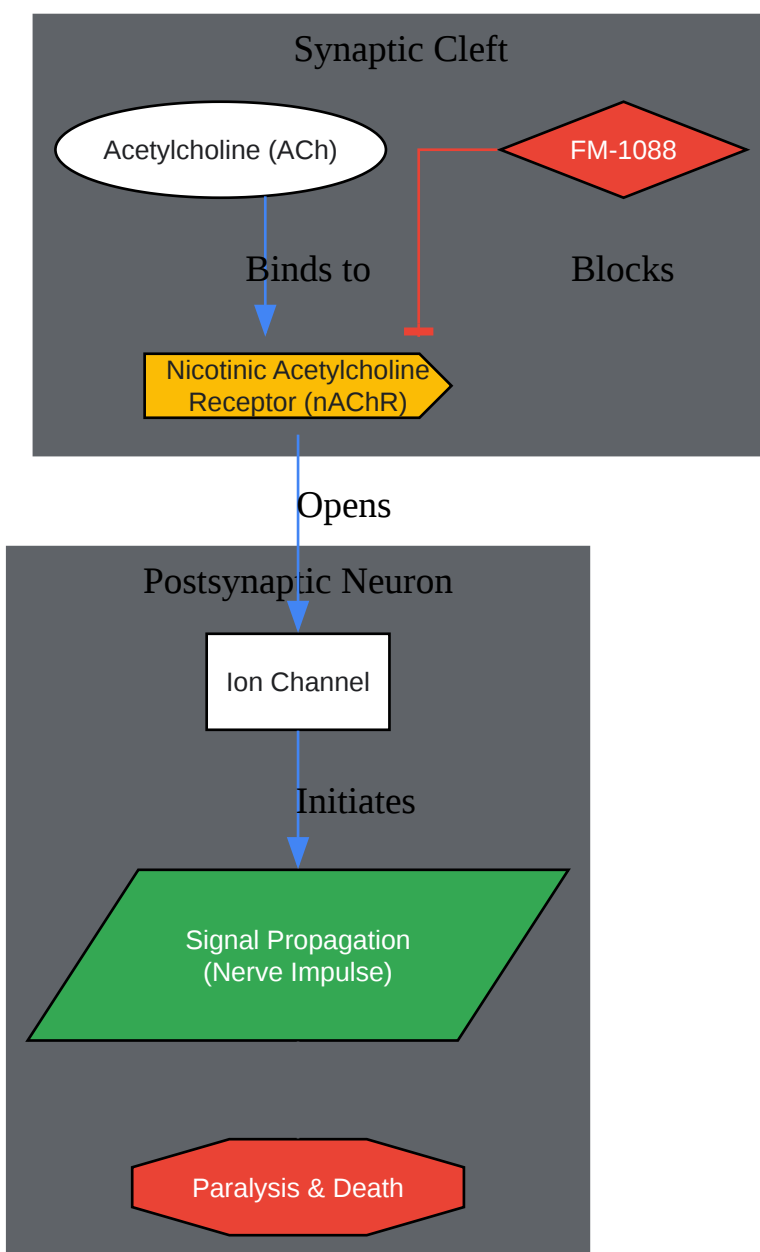 Synaptic Cleft
Acetylcholine (ACh)
FM-1088
Binds to
Blocks
Nicotinic Acetylcholine
Receptor (nAChR)
Opens
Postsynaptic Neuron
Ion Channel
Initiates
Signal Propagation
(Nerve Impulse)
Paralysis & Death